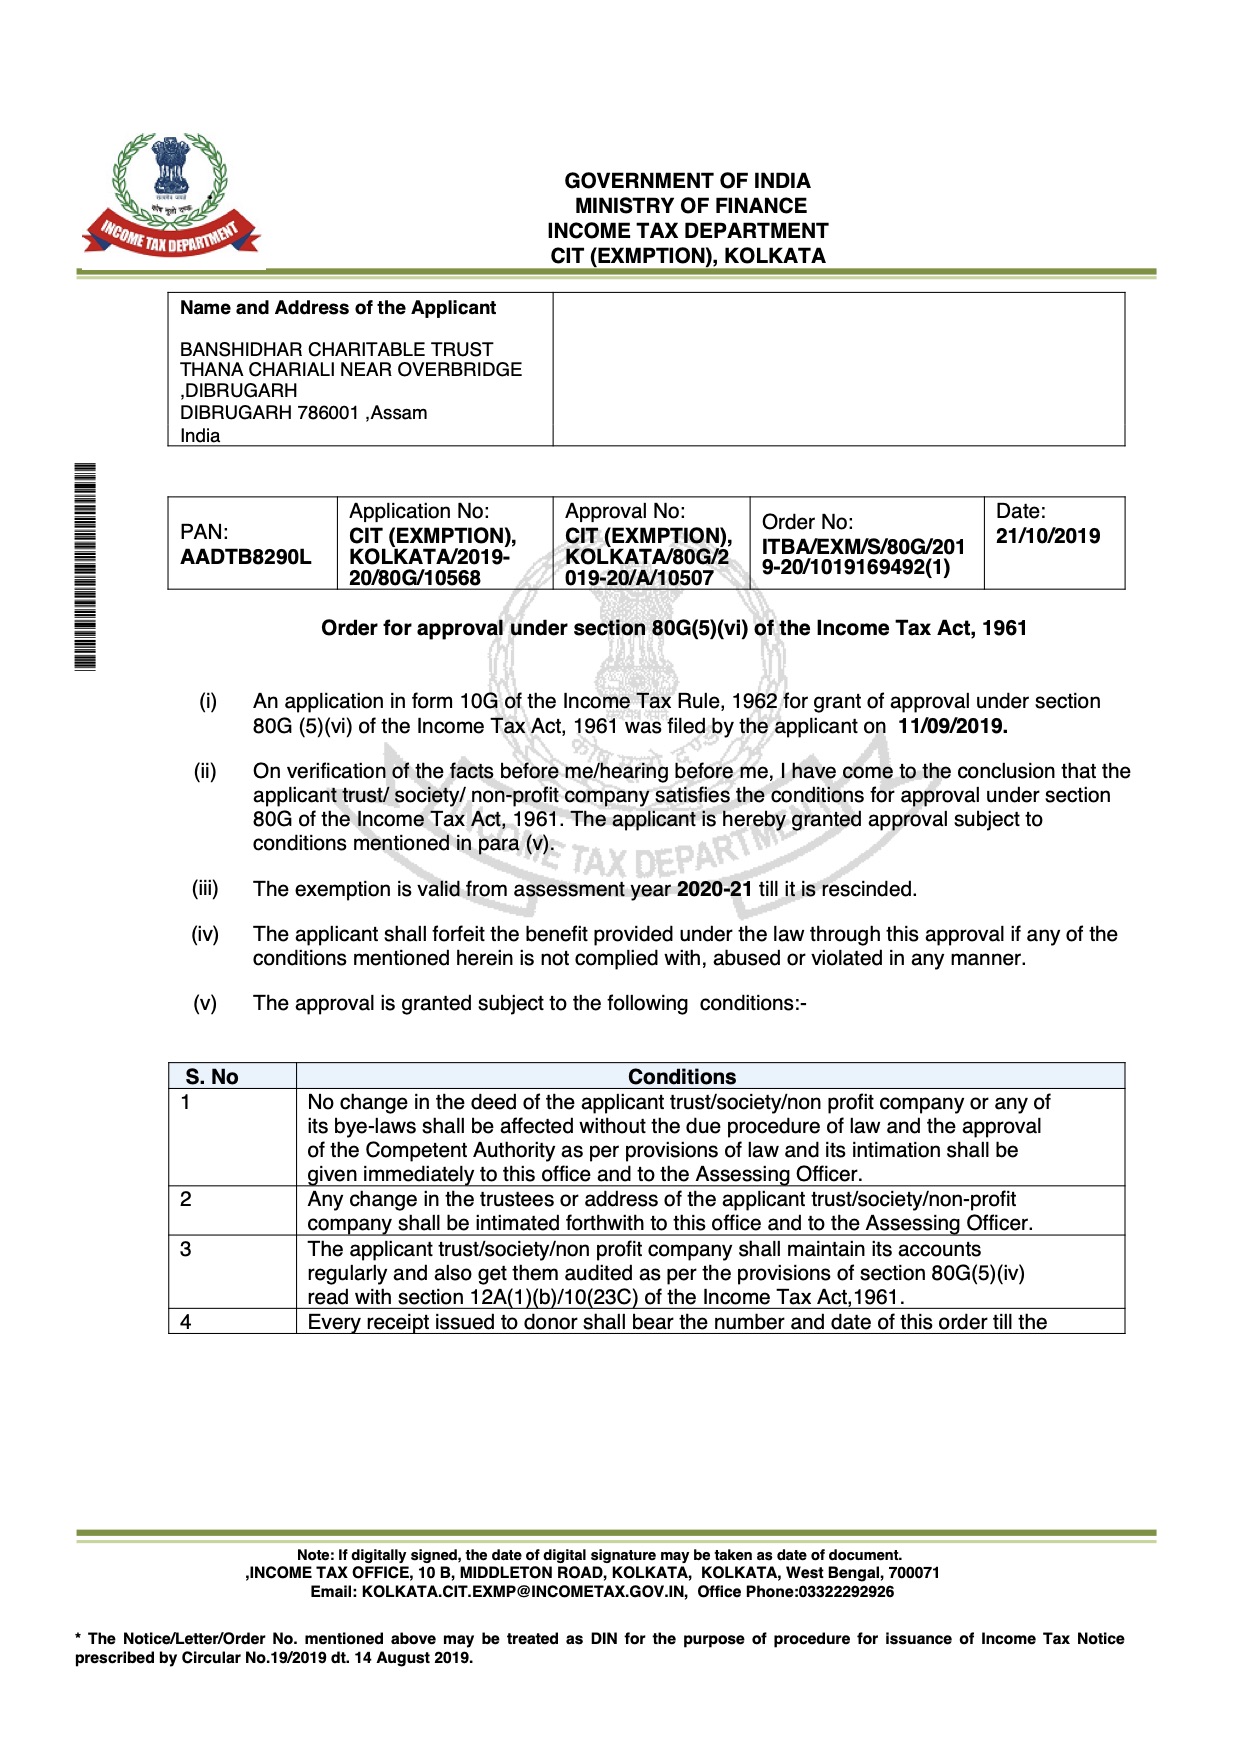 सत्यमेव जयते
कोष मूलो दण्डः
INCOME TAX DEPARTMENT
GOVERNMENT OF INDIA
MINISTRY OF FINANCE
INCOME TAX DEPARTMENT
CIT (EXMPTION), KOLKATA
Name and Address of the Applicant
BANSHIDHAR CHARITABLE TRUST
THANA CHARIALI NEAR OVERBRIDGE
,DIBRUGARH
DIBRUGARH 786001 ,Assam
India
PAN:
AADTB8290L
Application No:
CIT (EXMPTION),
KOLKATA/2019-
20/80G/10568
Approval No:
CIT (EXMPTION),
KOLKATA/80G/2
019-20/A/10507
Order No:
ITBA/EXM/S/80G/201
9-20/1019169492(1)
Date:
21/10/2019
Order for approval under section 80G(5)(vi) of the Income Tax Act, 1961
(i) An application in form 10G of the Income Tax Rule, 1962 for grant of approval under section
80G (5)(vi) of the Income Tax Act, 1961 was filed by the applicant on 11/09/2019.
(ii) On verification of the facts before me/hearing before me, I have come to the conclusion that the
applicant trust/ society/ non-profit company satisfies the conditions for approval under section
80G of the Income Tax Act, 1961. The applicant is hereby granted approval subject to
conditions mentioned in para (v).
(iii) The exemption is valid from assessment year 2020-21 till it is rescinded.
(iv) The applicant shall forfeit the benefit provided under the law through this approval if any of the
conditions mentioned herein is not complied with, abused or violated in any manner.
(v) The approval is granted subject to the following conditions:-
सत्यमेव जयते
कोष मूलो दण्डः
INCOME TAX DEPARTMENT
S. No Conditions
1 No change in the deed of the applicant trust/society/non profit company or any of
its bye-laws shall be affected without the due procedure of law and the approval
of the Competent Authority as per provisions of law and its intimation shall be
given immediately to this office and to the Assessing Officer.
2 Any change in the trustees or address of the applicant trust/society/non-profit
company shall be intimated forthwith to this office and to the Assessing Officer.
3 The applicant trust/society/non profit company shall maintain its accounts
regularly and also get them audited as per the provisions of section 80G(5)(iv)
read with section 12A(1)(b)/10(23C) of the Income Tax Act,1961.
4 Every receipt issued to donor shall bear the number and date of this order till the
Note: If digitally signed, the date of digital signature may be taken as date of document.
,INCOME TAX OFFICE, 10 B, MIDDLETON ROAD, KOLKATA, KOLKATA, West Bengal, 700071
Email: KOLKATA.CIT.EXMP@INCOMETAX.GOV.IN, Office Phone:03322292926
* The Notice/Letter/Order No. mentioned above may be treated as DIN for the purpose of procedure for issuance of Income Tax Notice
prescribed by Circular No.19/2019 dt. 14 August 2019.